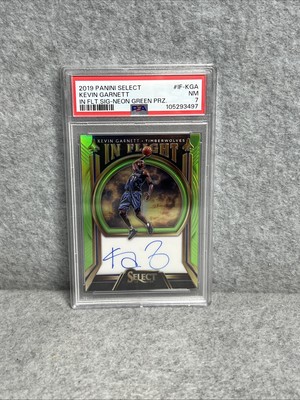 2019 PANINI SELECT #IF-KGA
KEVIN GARNETT NM
IN FLT SIG-NEON GREEN PRZ. 7
PSA 105293497
KEVIN GARNETT - TIMBERWOLVES
IN FLIGHT
SELECT